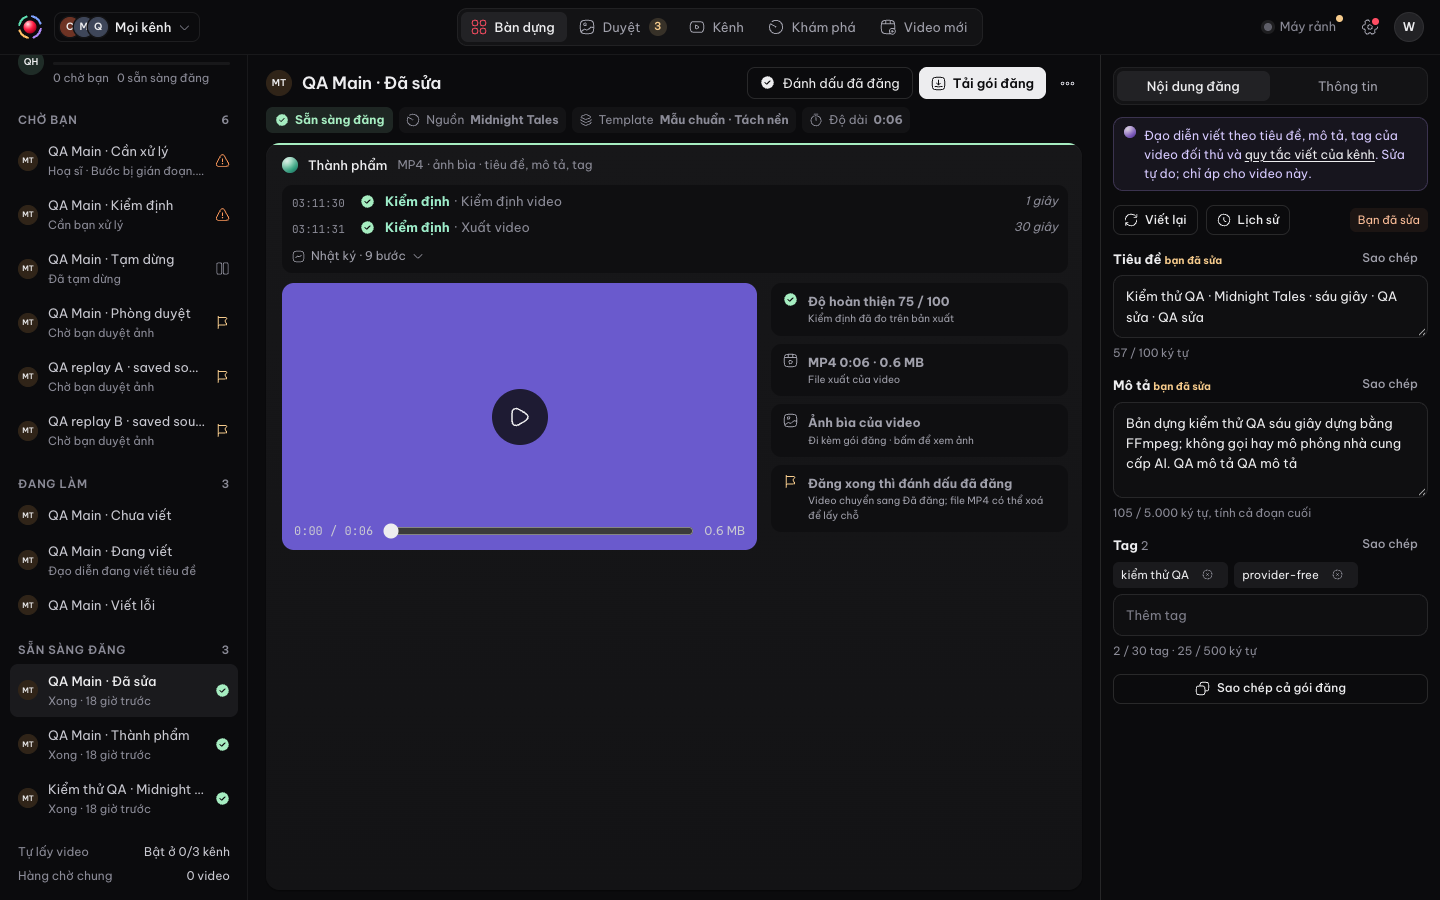 C M Q Mọi kênh
Bàn dựng
Duyệt 3
Kênh
Khám phá
Video mới
Máy rảnh
W
QH
0 chờ bạn 0 sẵn sàng đăng
CHỜ BẠN 6
MT QA Main · Cần xử lý
Hoạ sĩ · Bước bị gián đoạn....
MT QA Main · Kiểm định
Cần bạn xử lý
MT QA Main · Tạm dừng
Đã tạm dừng
MT QA Main · Phòng duyệt
Chờ bạn duyệt ảnh
MT QA replay A · saved so...
Chờ bạn duyệt ảnh
MT QA replay B · saved sou...
Chờ bạn duyệt ảnh
ĐANG LÀM 3
MT QA Main · Chưa viết
MT QA Main · Đang viết
Đạo diễn đang viết tiêu đề
MT QA Main · Viết lỗi
SẴN SÀNG ĐĂNG 3
MT QA Main · Đã sửa
Xong · 18 giờ trước
MT QA Main · Thành phẩm
Xong · 18 giờ trước
MT Kiểm thử QA · Midnight ...
Xong · 18 giờ trước
Tự lấy video Bật ở 0/3 kênh
Hàng chờ chung 0 video
MT QA Main · Đã sửa
Đánh dấu đã đăng
Tải gói đăng
Sẵn sàng đăng
Nguồn Midnight Tales
Template Mẫu chuẩn · Tách nền
Độ dài 0:06
Thành phẩm MP4 · ảnh bìa · tiêu đề, mô tả, tag
03:11:30 Kiểm định · Kiểm định video 1 giây
03:11:31 Kiểm định · Xuất video 30 giây
Nhật ký · 9 bước
0:00 / 0:06 0.6 MB
Độ hoàn thiện 75 / 100
Kiểm định đã đo trên bản xuất
MP4 0:06 · 0.6 MB
File xuất của video
Ảnh bìa của video
Đi kèm gói đăng · bấm để xem ảnh
Đăng xong thì đánh dấu đã đăng
Video chuyển sang Đã đăng; file MP4 có thể xoá
để lấy chỗ
Nội dung đăng
Thông tin
Đạo diễn viết theo tiêu đề, mô tả, tag của
video đối thủ và quy tắc viết của kênh. Sửa
tự do; chỉ áp cho video này.
Viết lại
Lịch sử
Bạn đã sửa
Tiêu đề bạn đã sửa Sao chép
Kiểm thử QA · Midnight Tales · sáu giây · QA
sửa · QA sửa
57 / 100 ký tự
Mô tả bạn đã sửa Sao chép
Bản dựng kiểm thử QA sáu giây dựng bằng
FFmpeg; không gọi hay mô phỏng nhà cung
cấp AI. QA mô tả QA mô tả
105 / 5.000 ký tự, tính cả đoạn cuối
Tag 2 Sao chép
kiểm thử QA
provider-free
Thêm tag
2 / 30 tag · 25 / 500 ký tự
Sao chép cả gói đăng